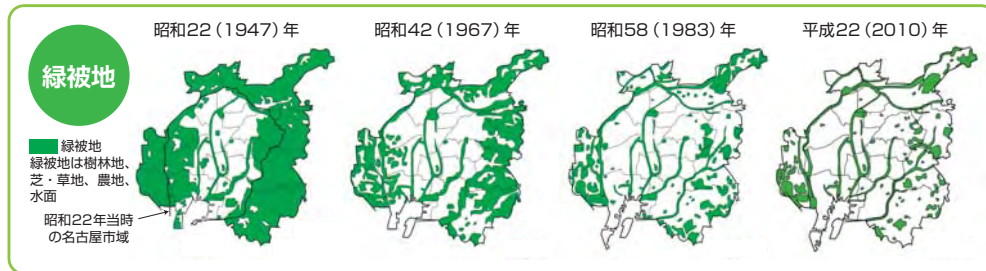 昭和22（1947）年
昭和42（1967）年
昭和58（1983）年
平成22（2010）年
緑被地
緑被地
緑被地は樹林地、
芝・草地、農地、
水面
昭和22年当時
の名古屋市域